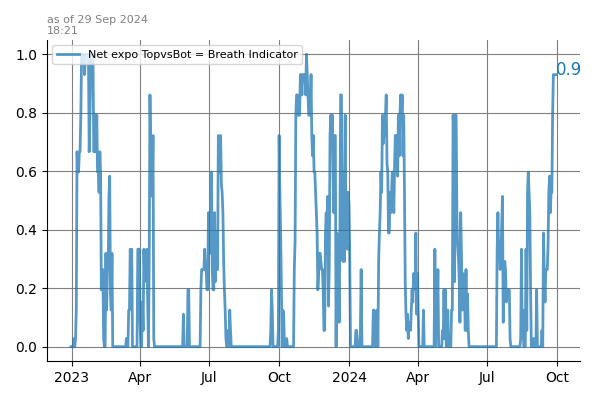 as of 29 Sep 2024
18:21
Net expo TopvsBot = Breath Indicator
1.0
0.9
0.8
0.6
0.4
0.2
0.0
2023 Apr Jul Oct 2024 Apr Jul Oct